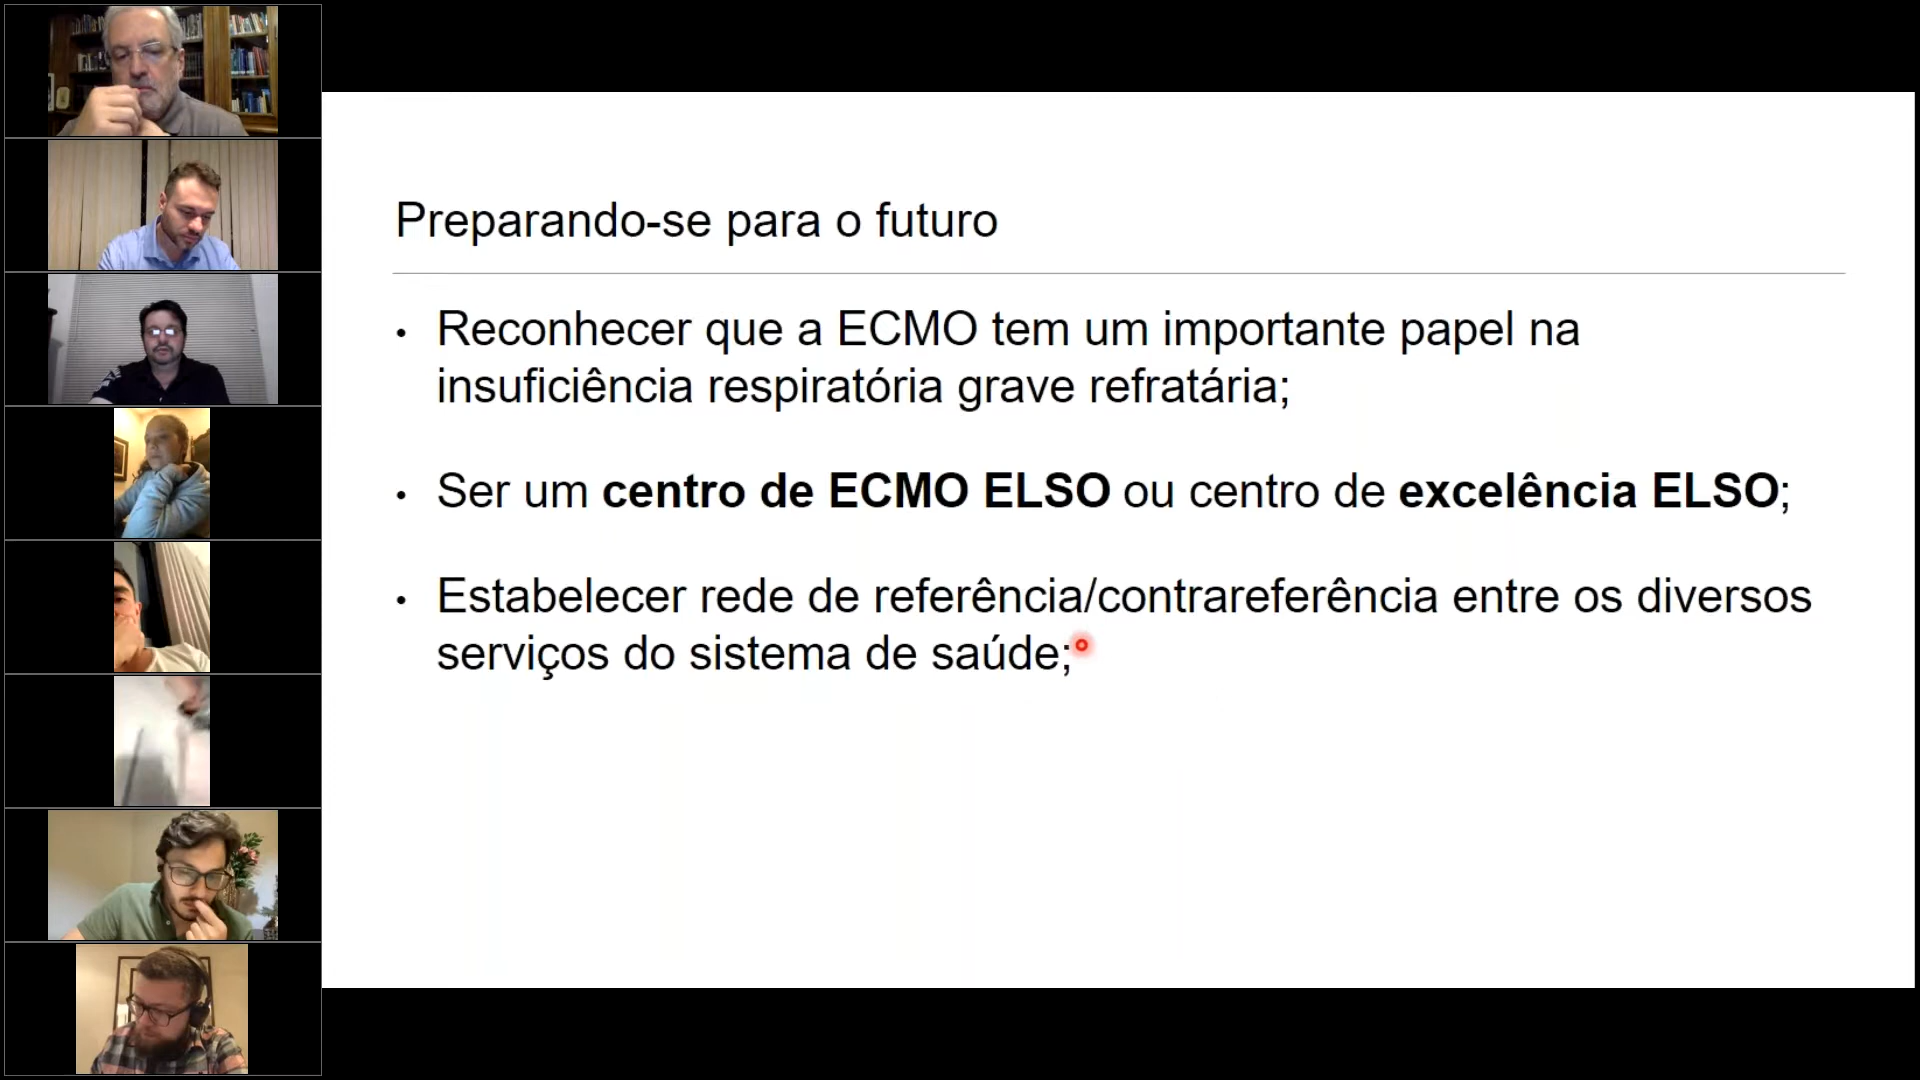 Preparando-se para o futuro
• Reconhecer que a ECMO tem um importante papel na
insuficiência respiratória grave refratária;
• Ser um centro de ECMO ELSO ou centro de excelência ELSO;
• Estabelecer rede de referência/contrareferência entre os diversos
serviços do sistema de saúde;